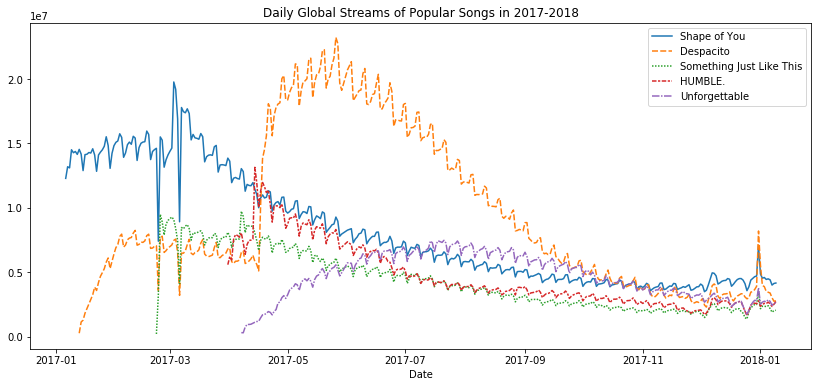 Daily Global Streams of Popular Songs in 2017-2018
1e7
Shape of You
Despacito
Something Just Like This
HUMBLE.
Unforgettable
2.0
1.5
1.0
0.5
0.0
2017-01 2017-03 2017-05 2017-07 2017-09 2017-11 2018-01
Date